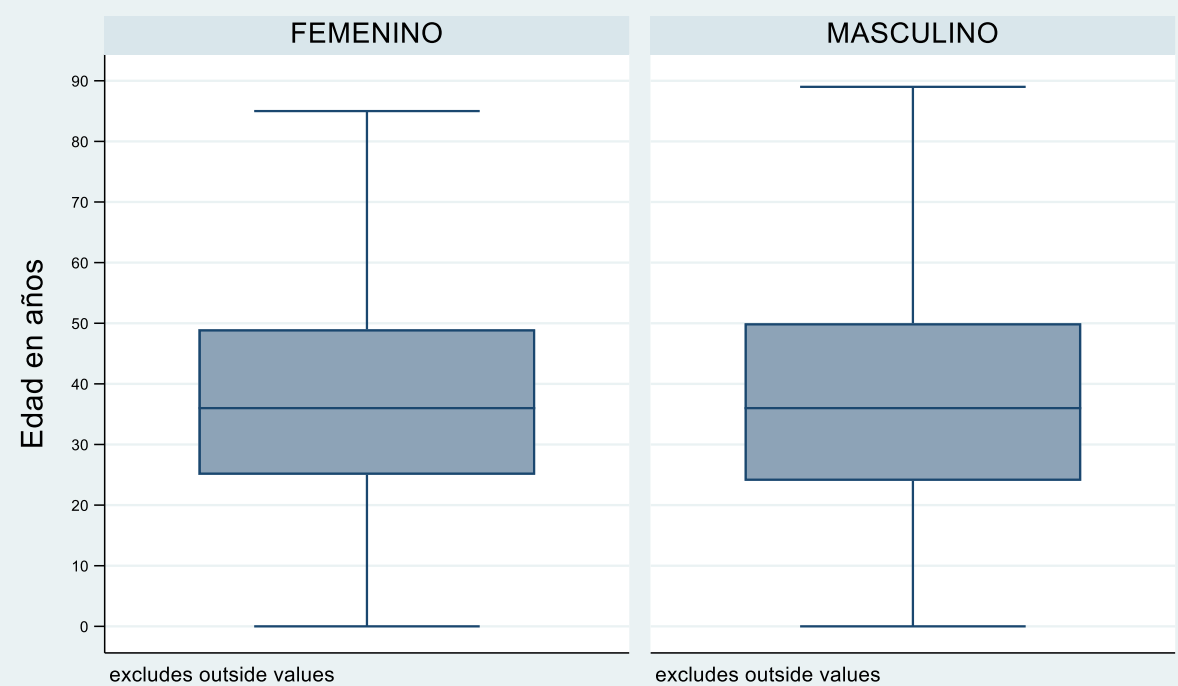 FEMENINO
MASCULINO
Edad en años
90
80
70
60
50
40
30
20
10
0
excludes outside values
excludes outside values